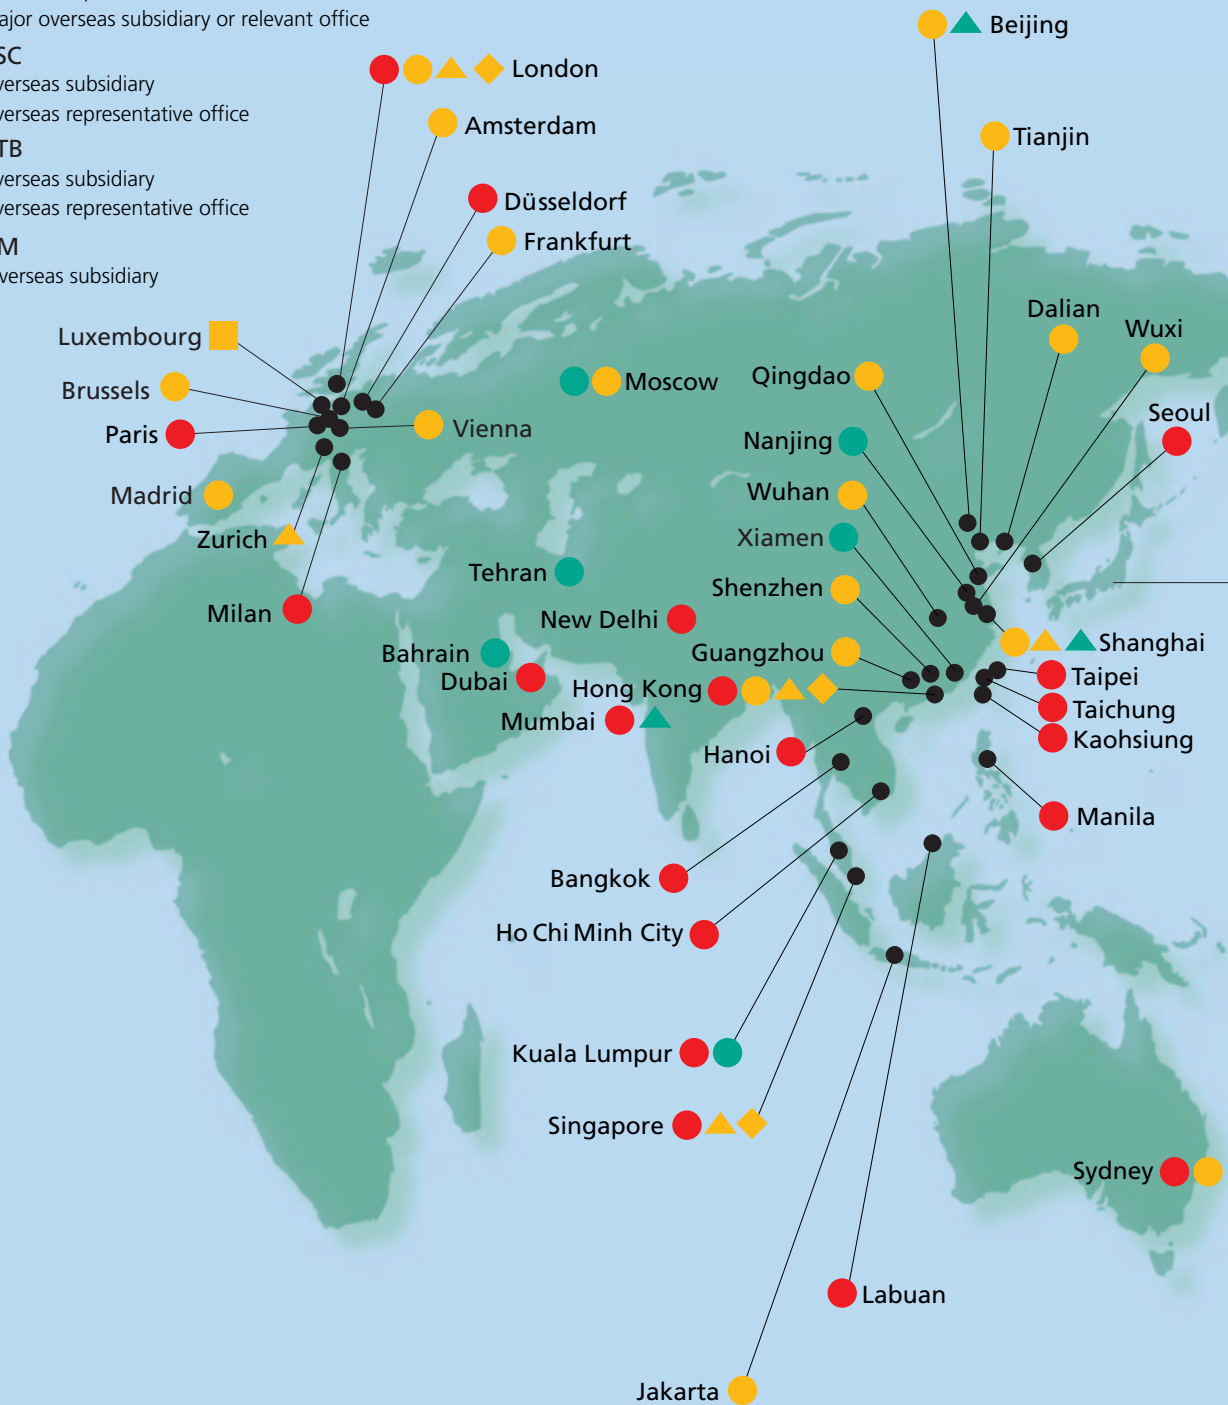 ajor overseas subsidiary or relevant office
SC
verseas subsidiary
verseas representative office
TB
verseas subsidiary
verseas representative office
M
verseas subsidiary
Beijing
London
Amsterdam
Tianjin
Düsseldorf
Frankfurt
Dalian
Wuxi
Luxembourg
Brussels
Paris
Vienna
Madrid
Zurich
Milan
Moscow
Qingdao
Seoul
Nanjing
Wuhan
Xiamen
Tehran
Shenzhen
New Delhi
Guangzhou
Shanghai
Bahrain
Dubai
Hong Kong
Taipei
Mumbai
Taichung
Hanoi
Kaohsiung
Manila
Bangkok
Ho Chi Minh City
Kuala Lumpur
Singapore
Sydney
Labuan
Jakarta